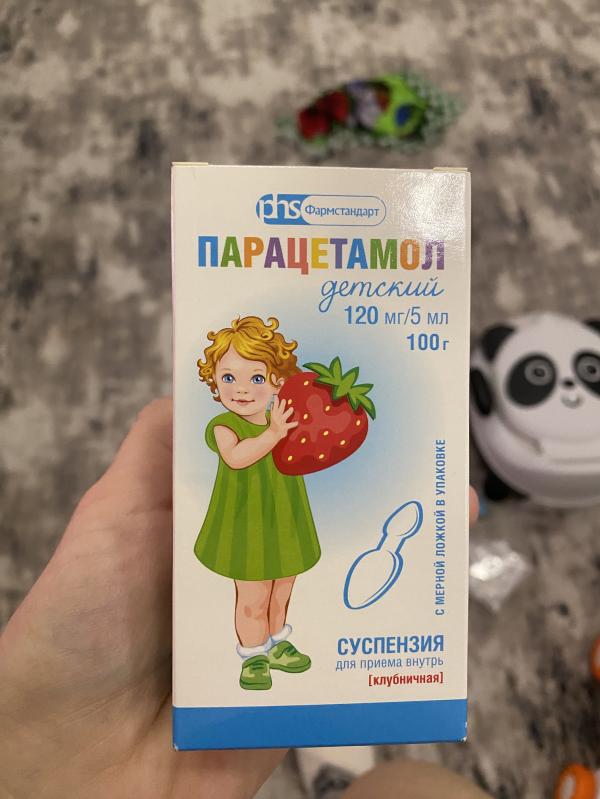 phs Фармстандарт
ПАРАЦЕТАМОЛ
детский
120 мг/5 мл
100 г
С МЕРНОЙ ЛОЖКОЙ В УПАКОВКЕ
СУСПЕНЗИЯ
для приема внутрь
[клубничная]